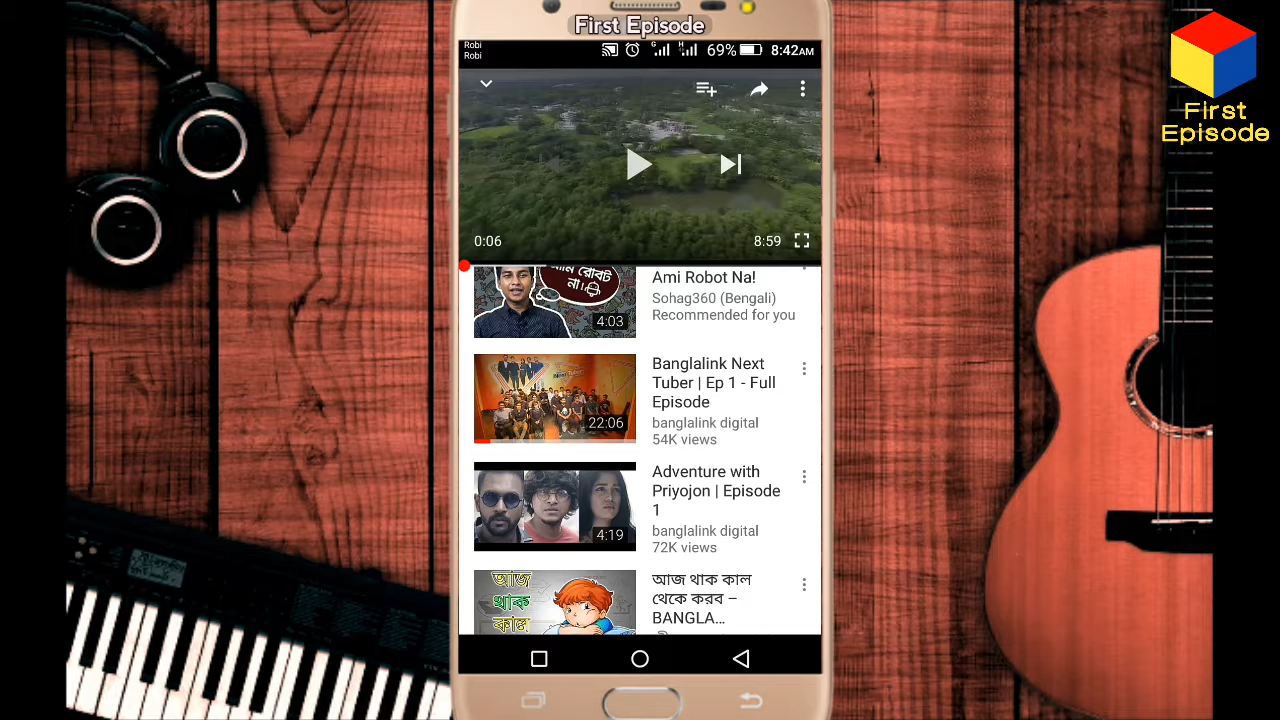 First Episode
First
Episode
Robi
Robi
G
H
69%
8:42AM
0:06
8:59
আমি রোবট
না!
4:03
Ami Robot Na!
Sohag360 (Bengali)
Recommended for you
22:06
Banglalink Next
Tuber | Ep 1 - Full
Episode
banglalink digital
54K views
4:19
Adventure with
Priyojon | Episode
1
banglalink digital
72K views
আজ
থাক
কাল
আজ থাক কাল
থেকে করব –
BANGLA...